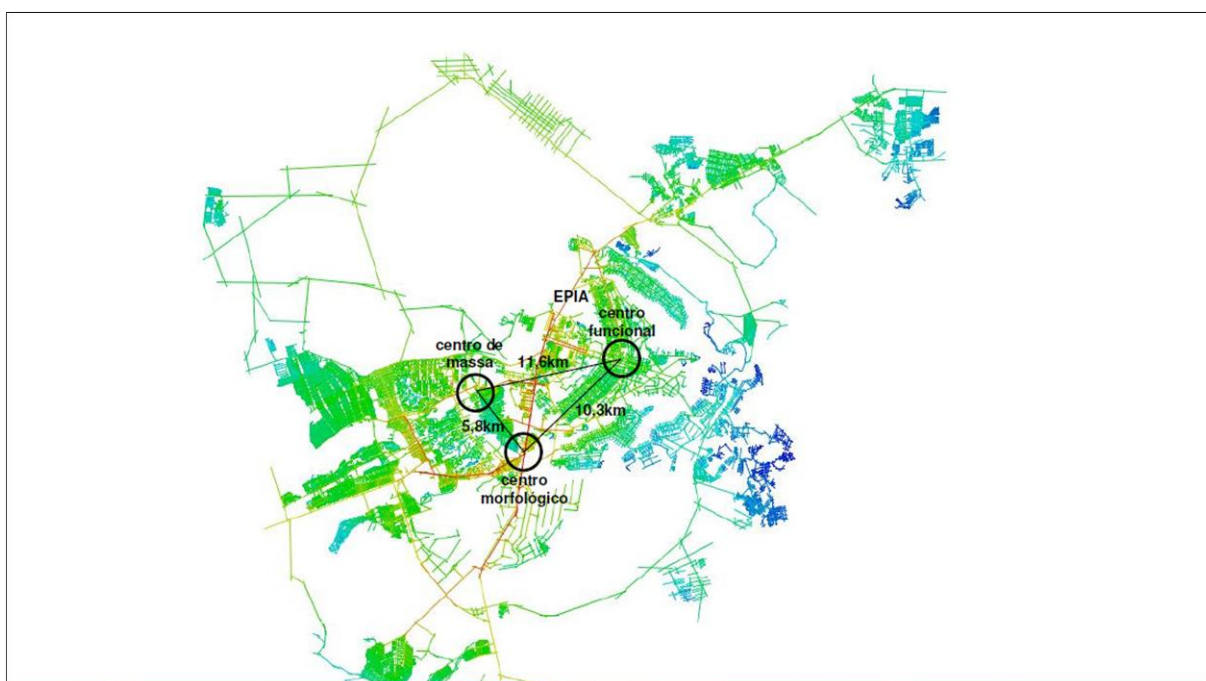 EPIA
centro
funcional
centro de
massa
11,6km
10,3km
5,8km
centro
morfológico